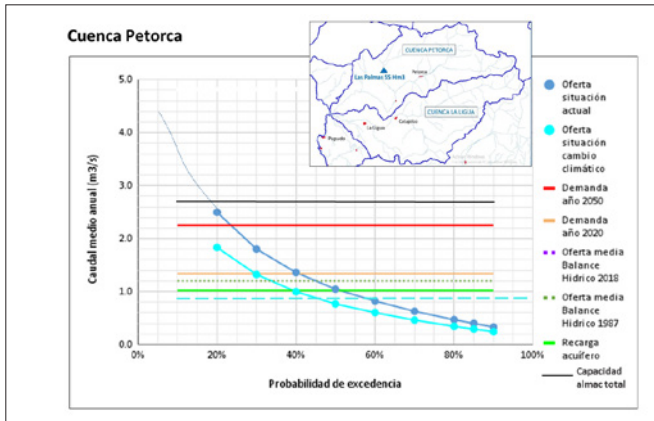 Cuenca Petorca
CUENCA PETORCA
Las Palmas 55 Hm3
Petorca
CUENCA LA LIGUA
Cabildo
La Ligua
Papudo
Caudal medio anual (m3/s)
5.0
4.0
3.0
2.0
1.0
0.0
0%
20%
40%
60%
80%
100%
Probabilidad de excedencia
Oferta
situación
actual
Oferta
situación
cambio
climático
Demanda
año 2050
Demanda
año 2020
Oferta media
Balance
Hidrico 2018
Oferta media
Balance
Hidrico 1987
Recarga
acuífero
Capacidad
almac total